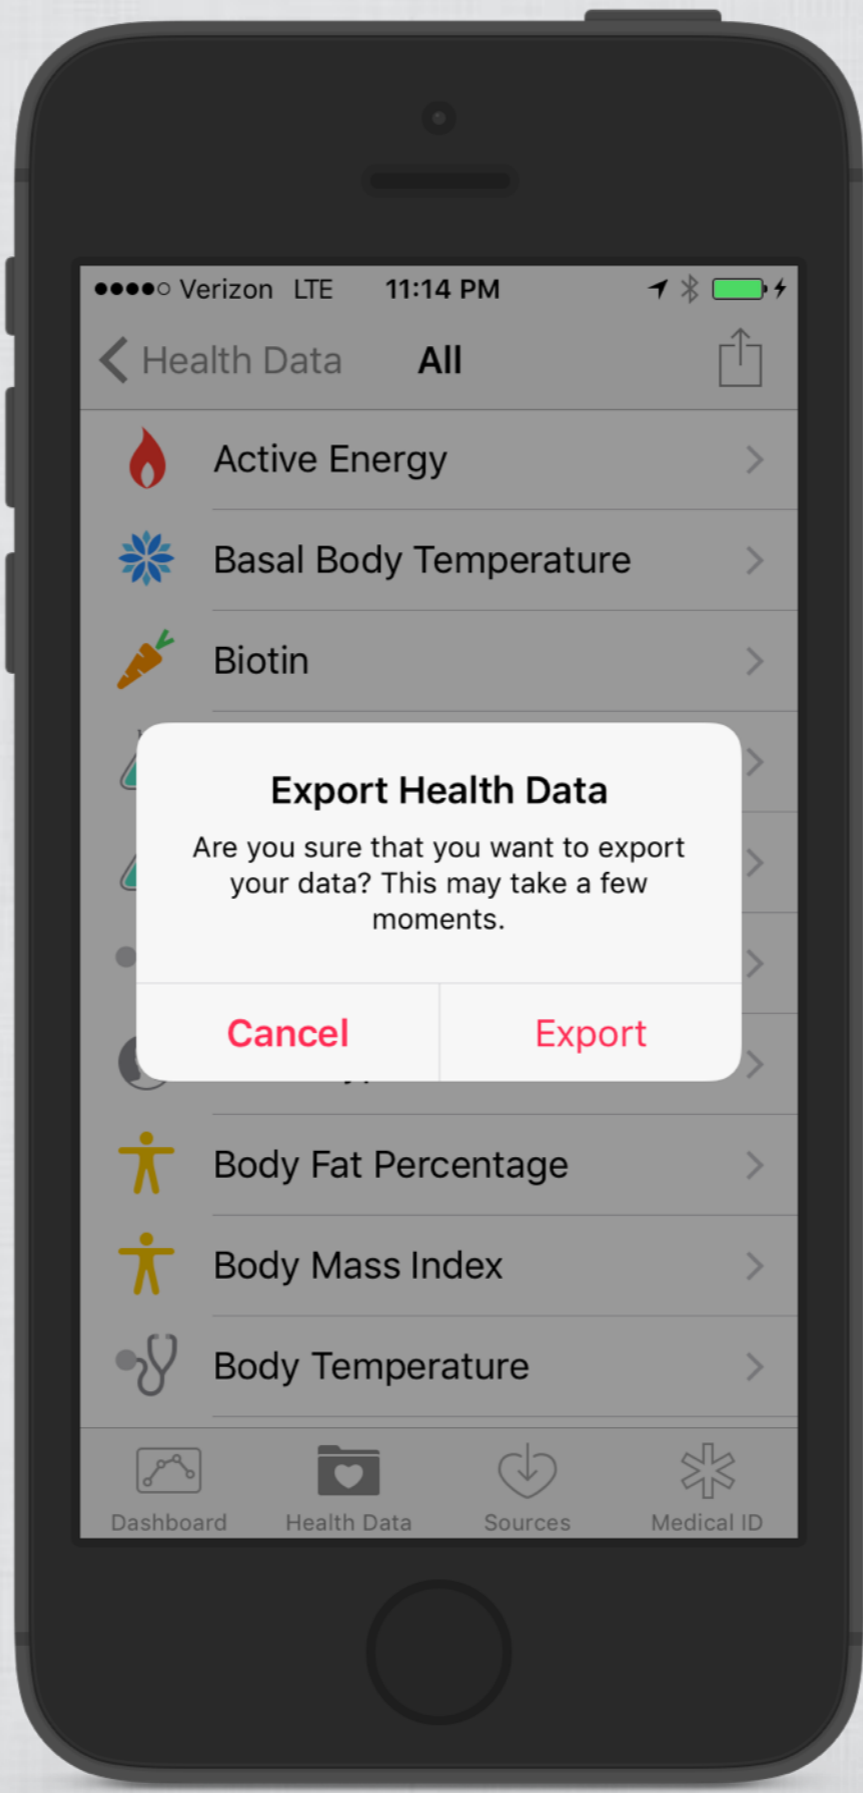 Verizon LTE 11:14 PM
Health Data All
Active Energy
Basal Body Temperature
Biotin
Export Health Data
Are you sure that you want to export
your data? This may take a few
moments.
Cancel Export
Body Fat Percentage
Body Mass Index
Body Temperature
Dashboard Health Data Sources Medical ID